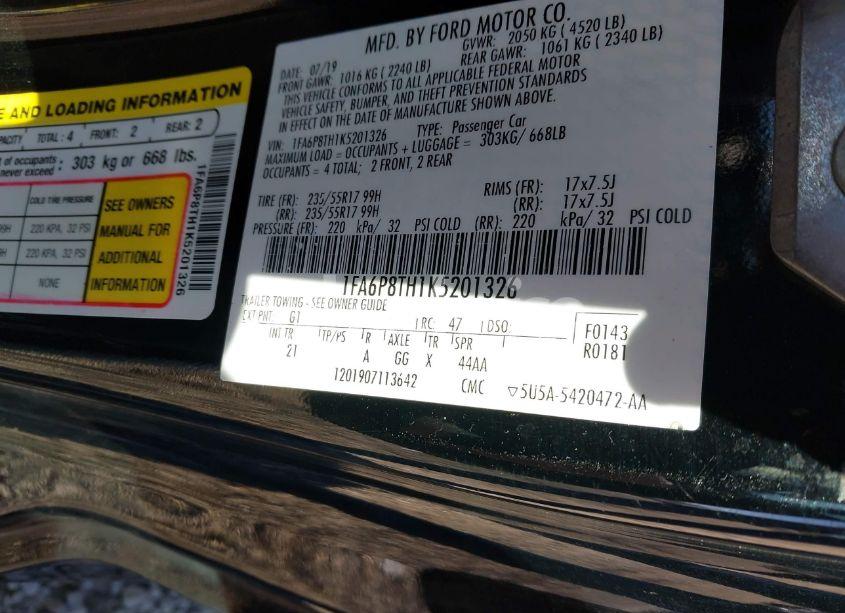 E AND LOADING INFORMATION
PACITY TOTAL: 4 FRONT: 2 REAR: 2
t of occupants
never exceed : 303 kg or 668 lbs.
COLD TIRE PRESSURE
99H 220 KPA, 32 PSI
9H 220 KPA, 32 PSI
NONE
SEE OWNERS
MANUAL FOR
ADDITIONAL
INFORMATION
1FA6P8TH1K5201326
MFD. BY FORD MOTOR CO.
DATE: 07/19 GVWR: 2050 KG ( 4520 LB)
FRONT GAWR: 1016 KG ( 2240 LB) REAR GAWR: 1061 KG ( 2340 LB)
THIS VEHICLE CONFORMS TO ALL APPLICABLE FEDERAL MOTOR
VEHICLE SAFETY, BUMPER, AND THEFT PREVENTION STANDARDS
IN EFFECT ON THE DATE OF MANUFACTURE SHOWN ABOVE.
VIN: 1FA6P8TH1K5201326 TYPE: Passenger Car
MAXIMUM LOAD = OCCUPANTS + LUGGAGE = 303KG/ 668LB
OCCUPANTS = 4 TOTAL; 2 FRONT, 2 REAR
TIRE (FR): 235/55R17 99H RIMS (FR): 17x7.5J
(RR): 235/55R17 99H (RR): 17x7.5J
PRESSURE (FR): 220 kPa/ 32 PSI COLD (RR): 220 kPa/ 32 PSI COLD
1FA6P8TH1K5201326
TRAILER TOWING - SEE OWNER GUIDE
EXT PNT: G1 RC: 47 DSO: F0143
INT TR TP/PS R AXLE TR SPR R0181
21 A GG X 44AA
1201907113642 CMC ▽5U5A-5420472-AA